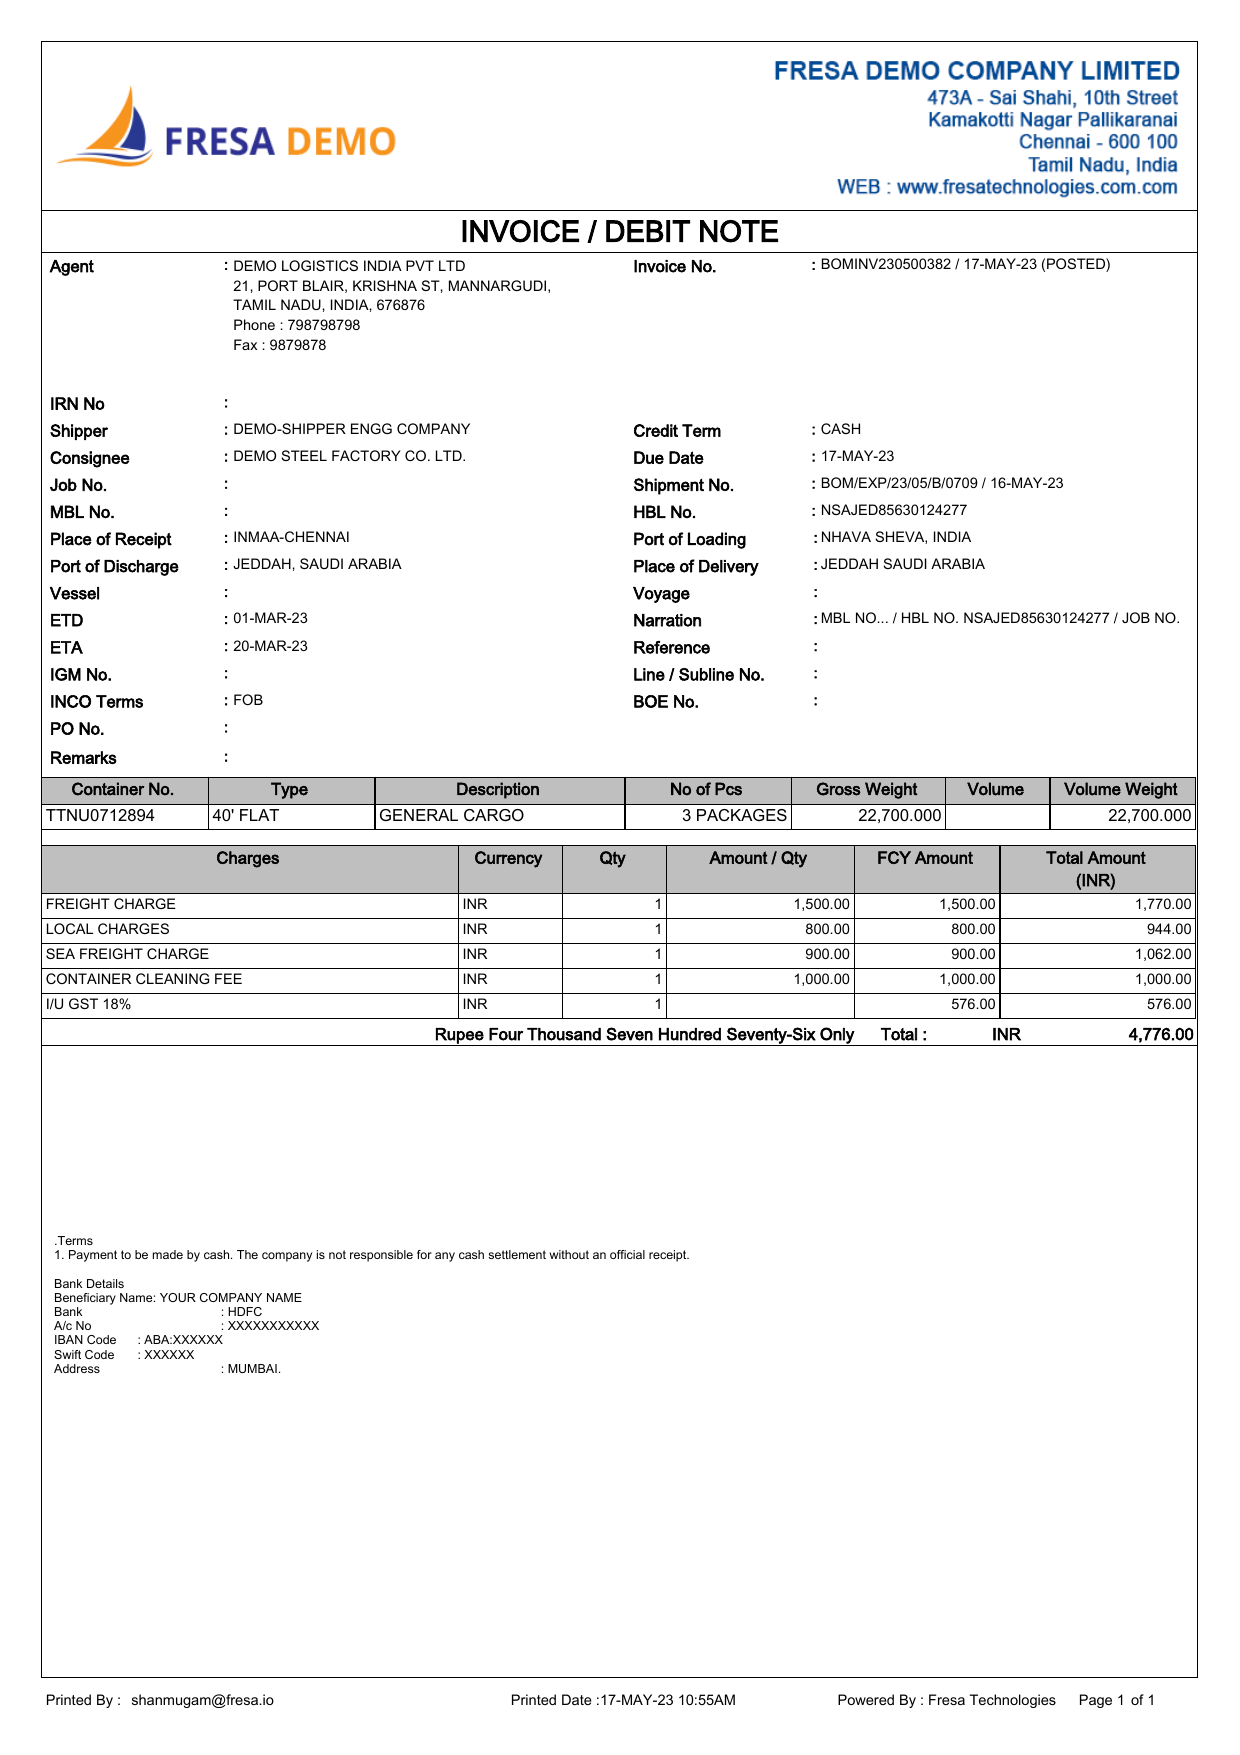 FRESA DEMO
FRESA DEMO COMPANY LIMITED
473A - Sai Shahi, 10th Street
Kamakotti Nagar Pallikaranai
Chennai - 600 100
Tamil Nadu, India
WEB : www.fresatechnologies.com.com
INVOICE / DEBIT NOTE
Agent : DEMO LOGISTICS INDIA PVT LTD Invoice No. : BOMINV230500382 / 17-MAY-23 (POSTED)
21, PORT BLAIR, KRISHNA ST, MANNARGUDI,
TAMIL NADU, INDIA, 676876
Phone : 798798798
Fax : 9879878
IRN No :
Shipper : DEMO-SHIPPER ENGG COMPANY Credit Term : CASH
Consignee : DEMO STEEL FACTORY CO. LTD. Due Date : 17-MAY-23
Job No. : Shipment No. : BOM/EXP/23/05/B/0709 / 16-MAY-23
MBL No. : HBL No. : NSAJED85630124277
Place of Receipt : INMAA-CHENNAI Port of Loading : NHAVA SHEVA, INDIA
Port of Discharge : JEDDAH, SAUDI ARABIA Place of Delivery : JEDDAH SAUDI ARABIA
Vessel : Voyage :
ETD : 01-MAR-23 Narration : MBL NO... / HBL NO. NSAJED85630124277 / JOB NO.
ETA : 20-MAR-23 Reference :
IGM No. : Line / Subline No. :
INCO Terms : FOB BOE No. :
PO No. :
Remarks :
Container No. Type Description No of Pcs Gross Weight Volume Volume Weight
TTNU0712894 40' FLAT GENERAL CARGO 3 PACKAGES 22,700.000 22,700.000
Charges Currency Qty Amount / Qty FCY Amount Total Amount
(INR)
FREIGHT CHARGE INR 1 1,500.00 1,500.00 1,770.00
LOCAL CHARGES INR 1 800.00 800.00 944.00
SEA FREIGHT CHARGE INR 1 900.00 900.00 1,062.00
CONTAINER CLEANING FEE INR 1 1,000.00 1,000.00 1,000.00
I/U GST 18% INR 1 576.00 576.00
Rupee Four Thousand Seven Hundred Seventy-Six Only Total : INR 4,776.00
.Terms
1. Payment to be made by cash. The company is not responsible for any cash settlement without an official receipt.
Bank Details
Beneficiary Name: YOUR COMPANY NAME
Bank : HDFC
A/c No : XXXXXXXXXXX
IBAN Code : ABA:XXXXXX
Swift Code : XXXXXX
Address : MUMBAI.
Printed By : shanmugam@fresa.io Printed Date :17-MAY-23 10:55AM Powered By : Fresa Technologies Page 1 of 1